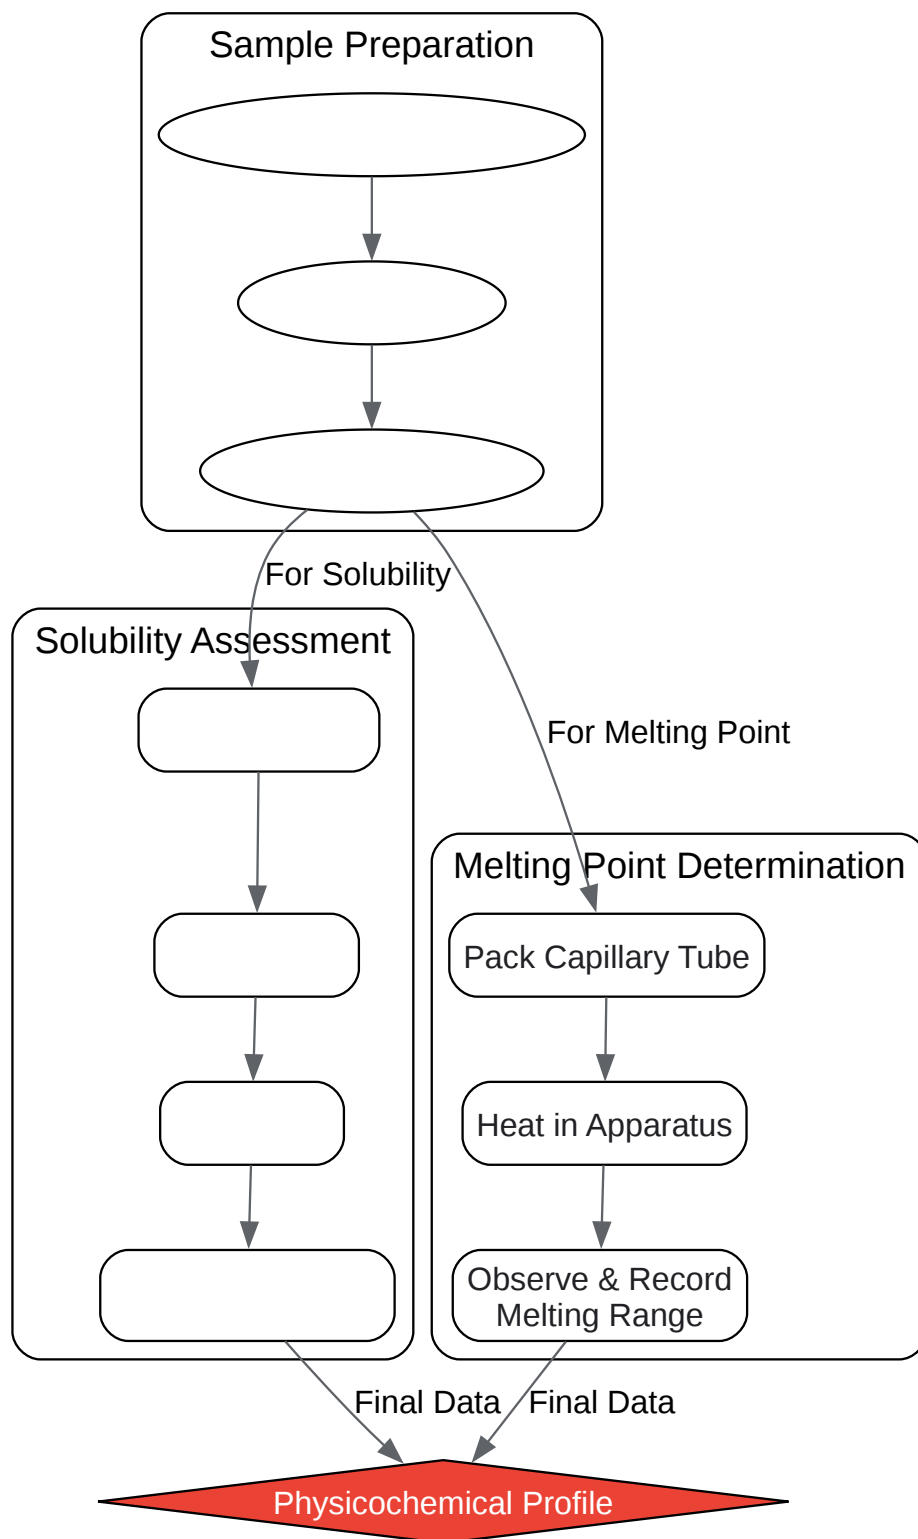 Sample Preparation
For Solubility
Solubility Assessment
For Melting Point
Melting Point Determination
Pack Capillary Tube
Heat in Apparatus
Observe & Record
Melting Range
Final Data
Final Data
Physicochemical Profile